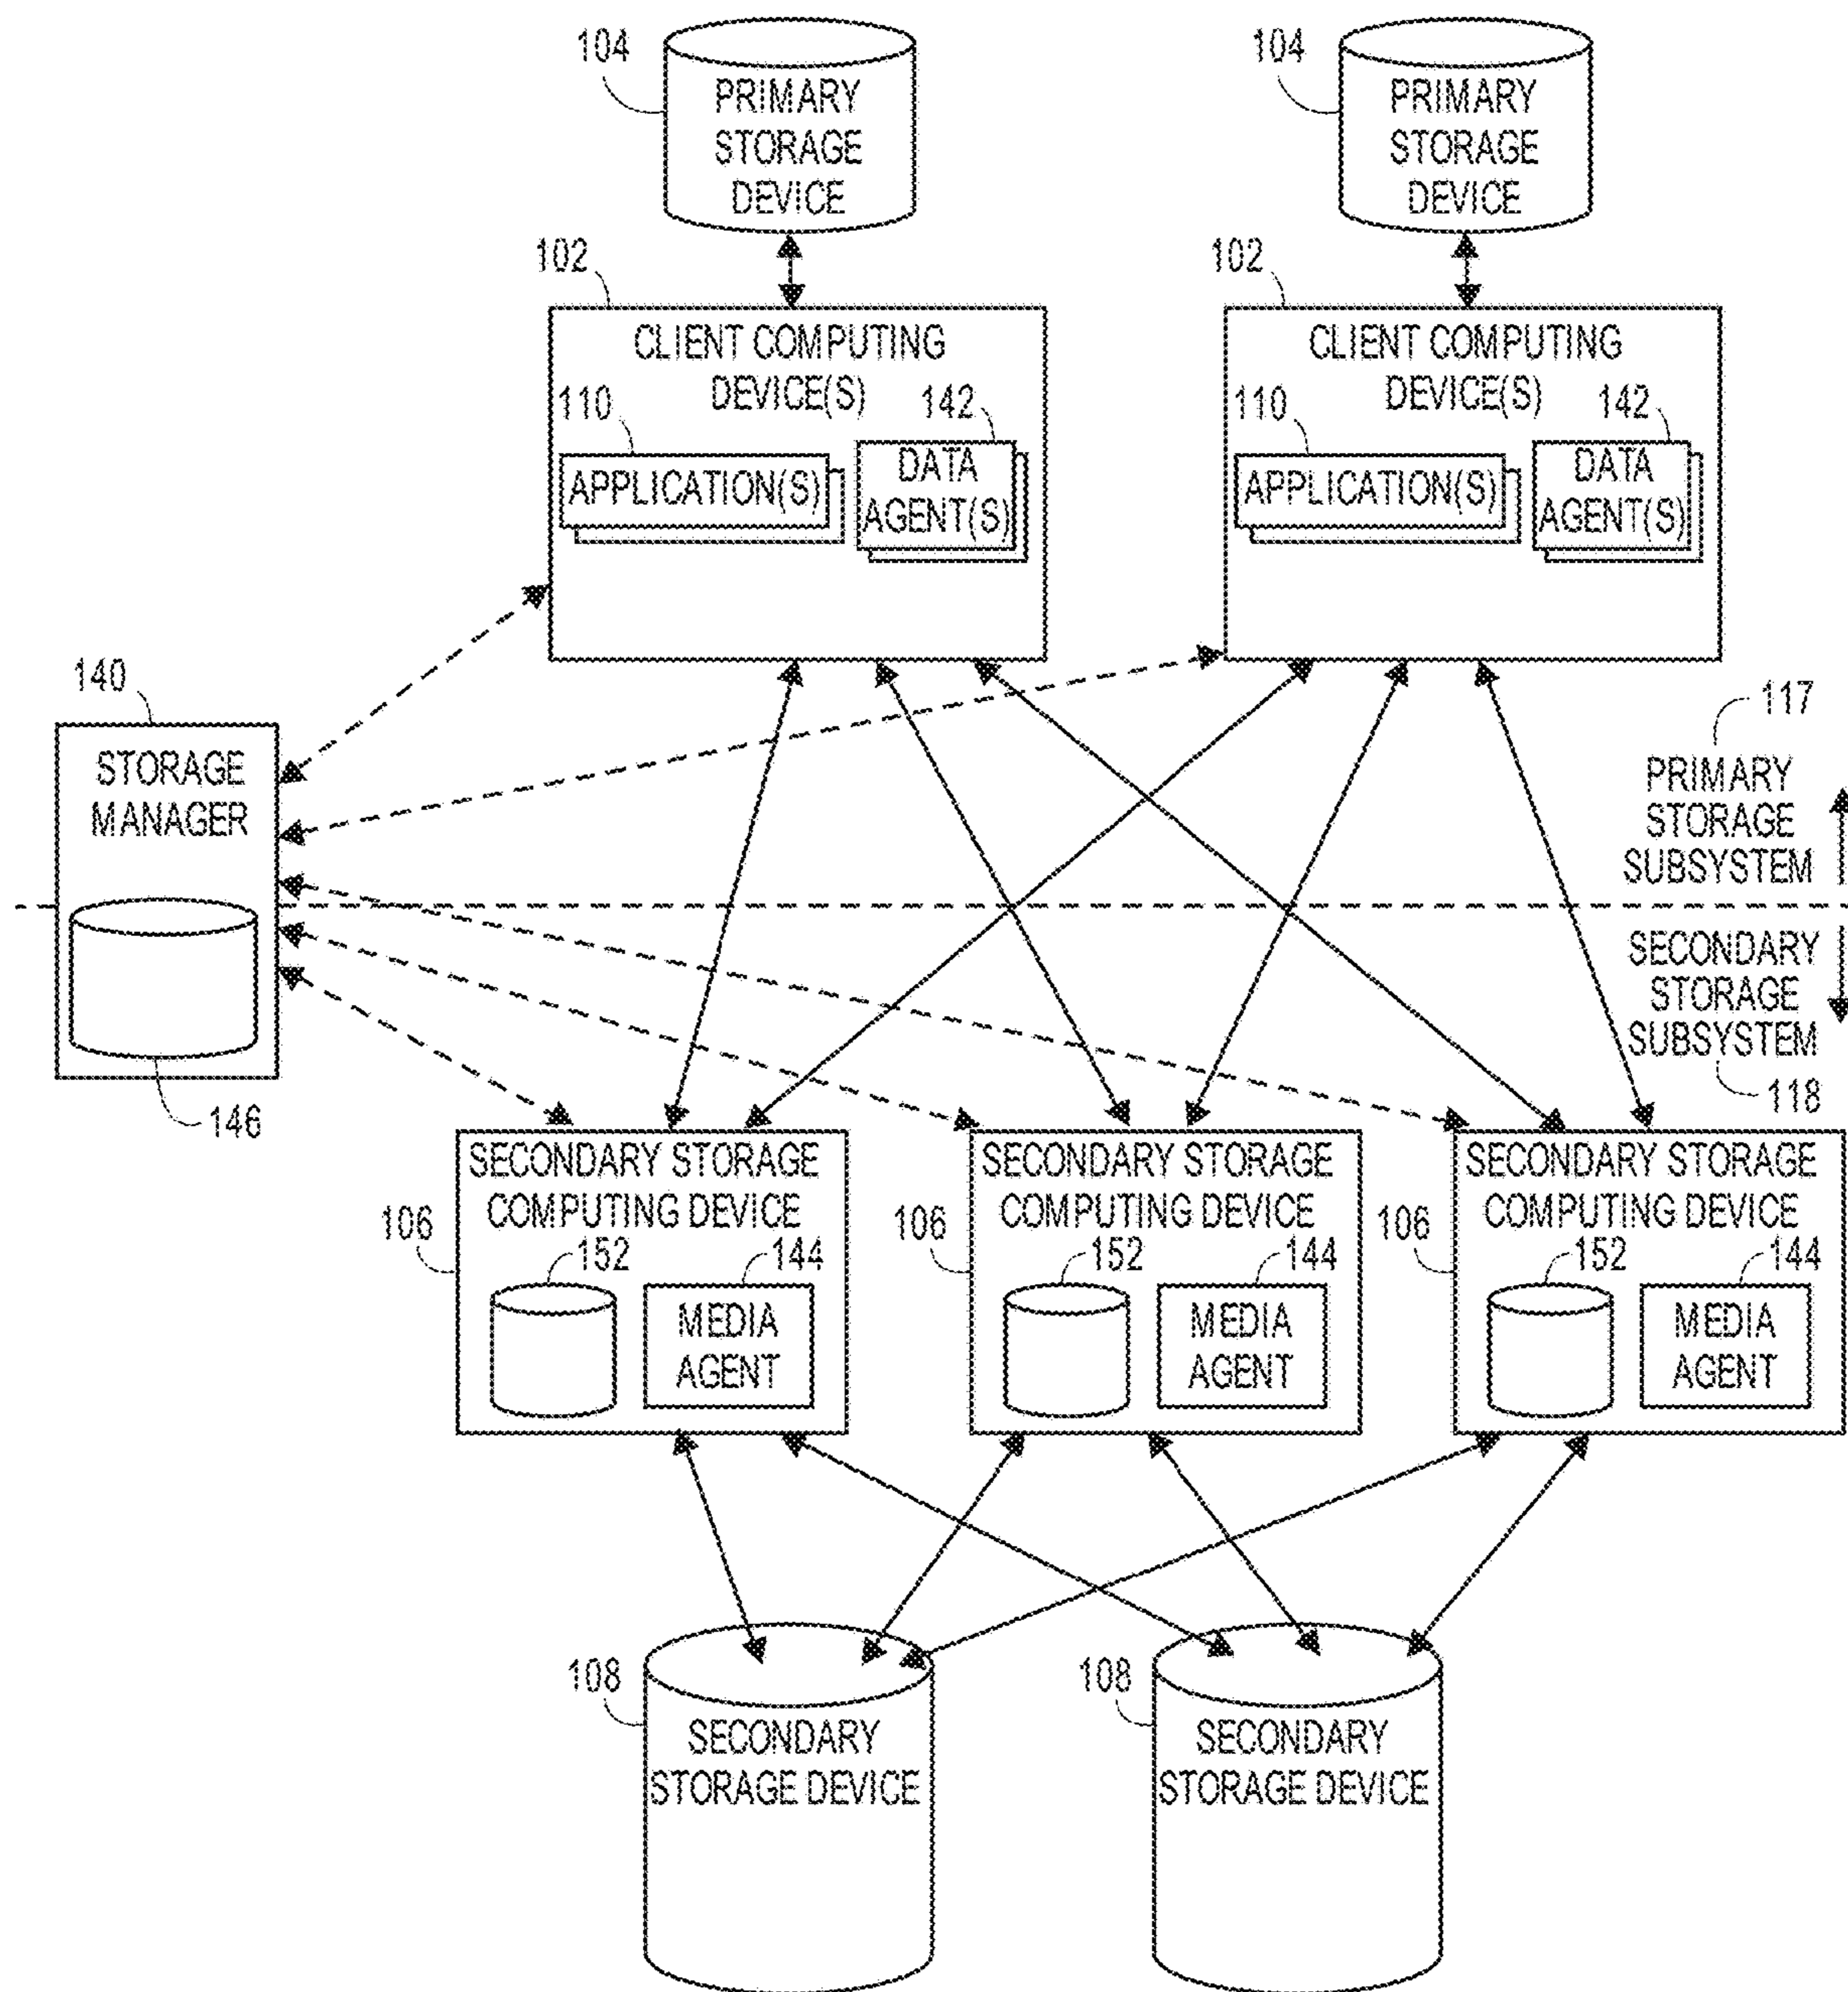 104
PRIMARY
STORAGE
DEVICE
104
PRIMARY
STORAGE
DEVICE
102
CLIENT COMPUTING
DEVICE(S)
110
142
APPLICATION(S)
DATA
AGENT(S)
102
CLIENT COMPUTING
DEVICE(S)
110
142
APPLICATION(S)
DATA
AGENT(S)
140
STORAGE
MANAGER
146
117
PRIMARY
STORAGE
SUBSYSTEM
SECONDARY
STORAGE
SUBSYSTEM
118
106
SECONDARY STORAGE
COMPUTING DEVICE
152
144
MEDIA
AGENT
106
SECONDARY STORAGE
COMPUTING DEVICE
152
144
MEDIA
AGENT
106
SECONDARY STORAGE
COMPUTING DEVICE
152
144
MEDIA
AGENT
108
SECONDARY
STORAGE DEVICE
108
SECONDARY
STORAGE DEVICE